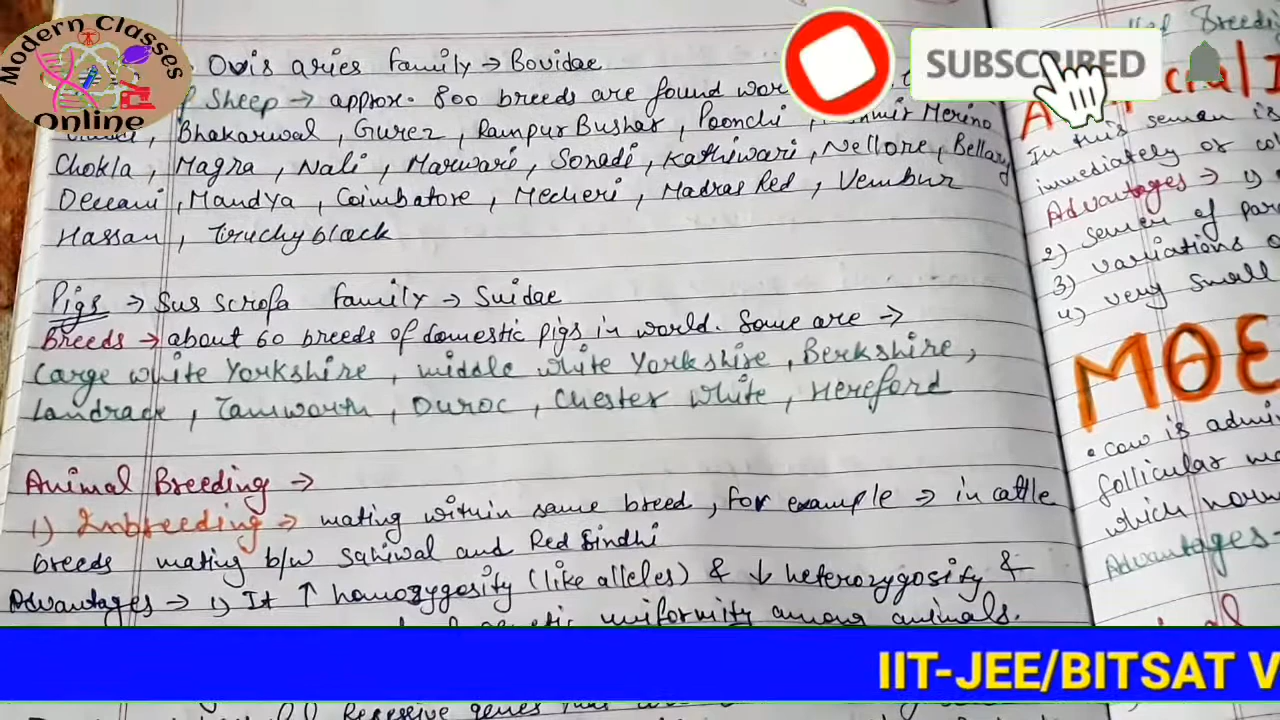 Modern Classes
Online
SUBSCRIBED
Ovis aries family → Bovidae
Sheep → approx. 800 breeds are found
Bhakarwal, Gurez, Rampur Bushar, Poonchi, Merino
Chokla, Magra, Nali, Marwari, Sonadi, Kathiwari, Nellore, Bellary
Deccani, Mandya, Coimbatore, Mecheri, Madras Red, Vembur
Hassan, Truchyblack
Pigs → Sus scrofa family → Suidae
Breeds → about 60 breeds of domestic pigs in world. Some are →
Large white Yorkshire, middle white Yorkshire, Berkshire,
Landrace, Tamworth, Duroc, Chester White, Hereford
Animal Breeding →
1) Inbreeding → mating within same breed, for example → in cattle
breeds mating b/w Sahiwal and Red Sindhi
Advantages → 1) It ↑ homozygosity (like alleles) & ↓ heterozygosity &
uniformity among animals.
Recessive genes
Breedi
In this semen is
immediately or
Advantages → 1)
2) semen of
3) variations
4) very small
MθE
• cow is
follicular
which
Advantages-
IIT-JEE/BITSAT V